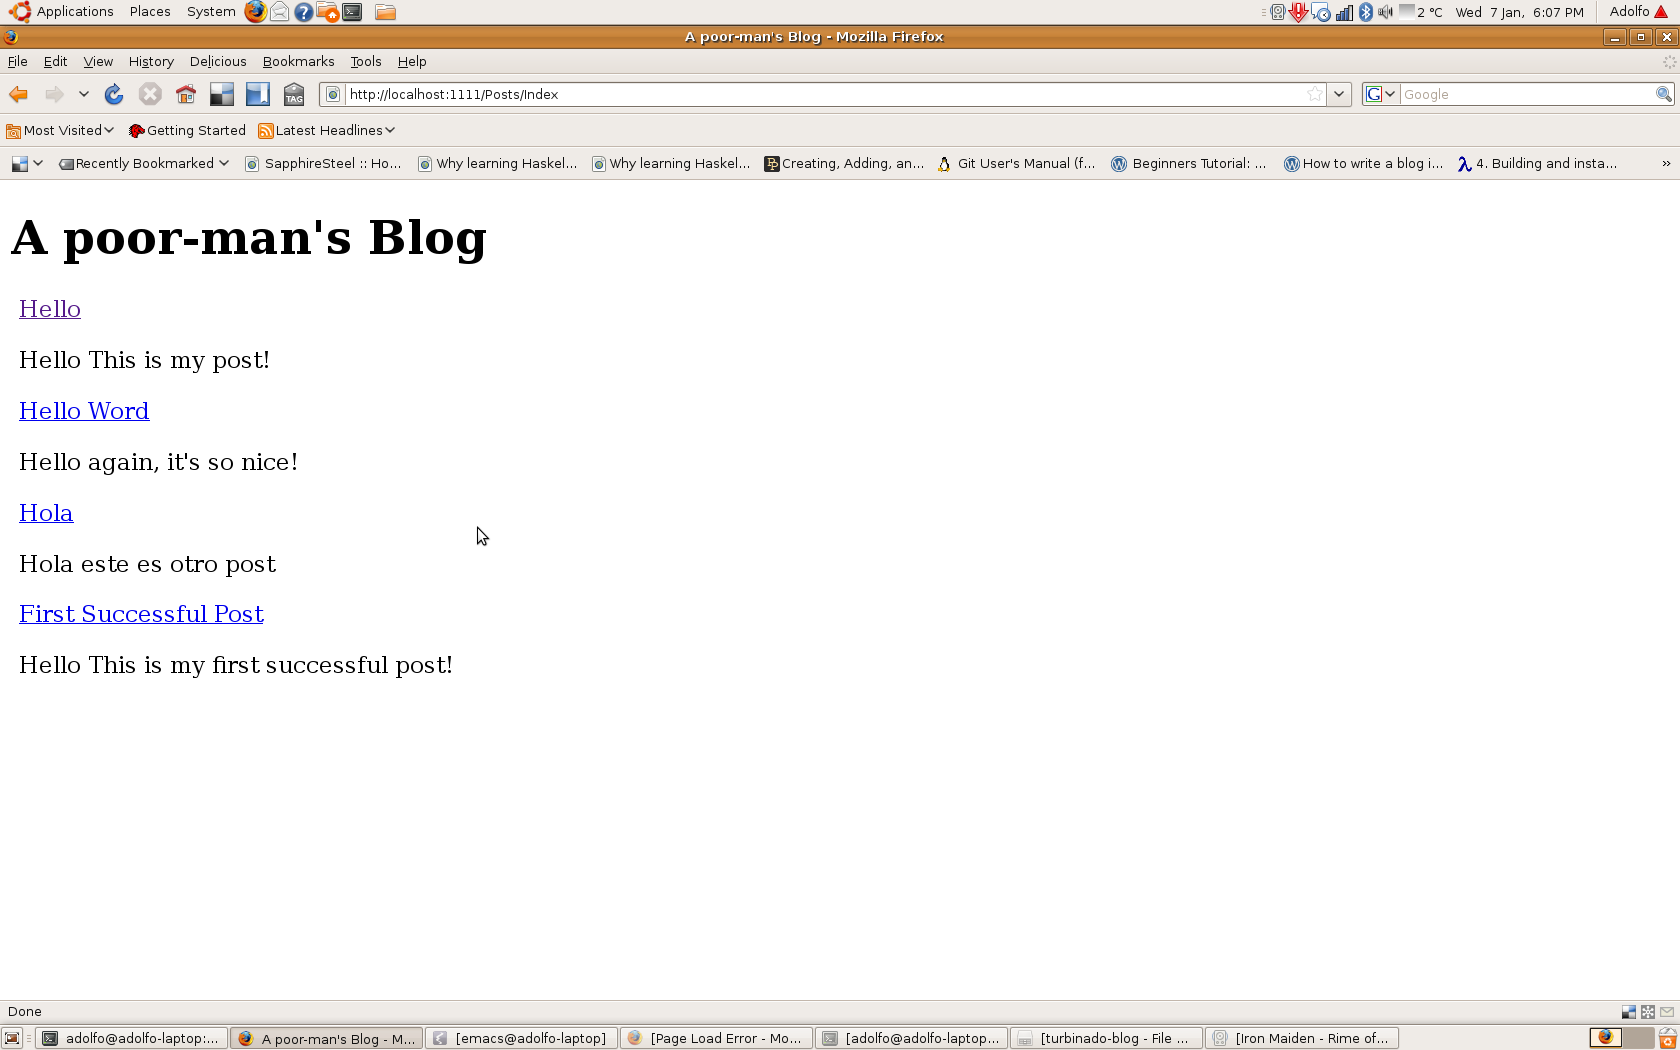 Applications Places System 2 °C Wed 7 Jan, 6:07 PM Adolfo
A poor-man's Blog - Mozilla Firefox
File Edit View History Delicious Bookmarks Tools Help
TAG http://localhost:1111/Posts/Index G Google
Most Visited Getting Started Latest Headlines
Recently Bookmarked SapphireSteel :: Ho... Why learning Haskel... Why learning Haskel... Creating, Adding, an... Git User's Manual (f... Beginners Tutorial: ... How to write a blog i... λ 4. Building and insta... »
A poor-man's Blog
Hello
Hello This is my post!
Hello Word
Hello again, it's so nice!
Hola
Hola este es otro post
First Successful Post
Hello This is my first successful post!
Done
adolfo@adolfo-laptop:... A poor-man's Blog - M... [emacs@adolfo-laptop] [Page Load Error - Mo... [adolfo@adolfo-laptop... [turbinado-blog - File ... [Iron Maiden - Rime of...